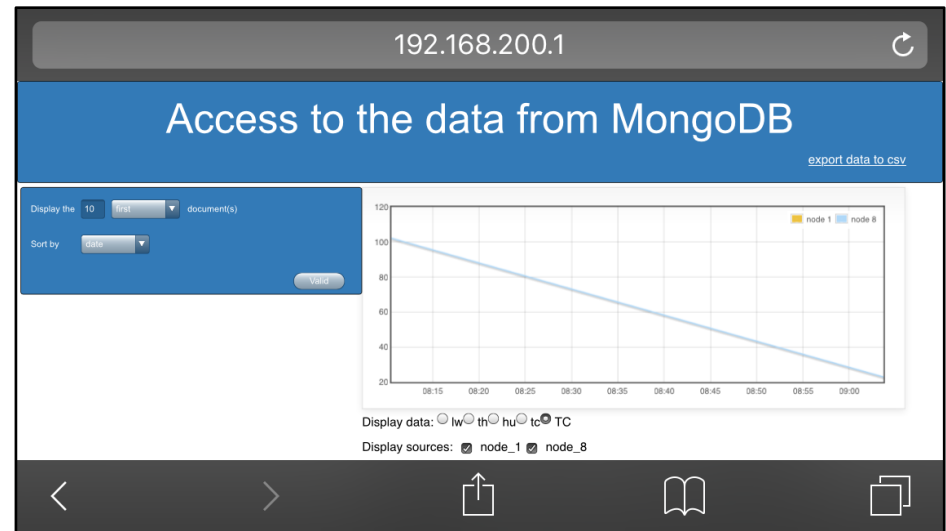 192.168.200.1
Access to the data from MongoDB
export data to csv
Display the 10 first document(s)
Sort by date
Valid
node 1 node 8
120
100
80
60
40
20
08:15 08:20 08:25 08:30 08:35 08:40 08:45 08:50 08:55 09:00
Display data: lw th hu tc TC
Display sources: node_1 node_8